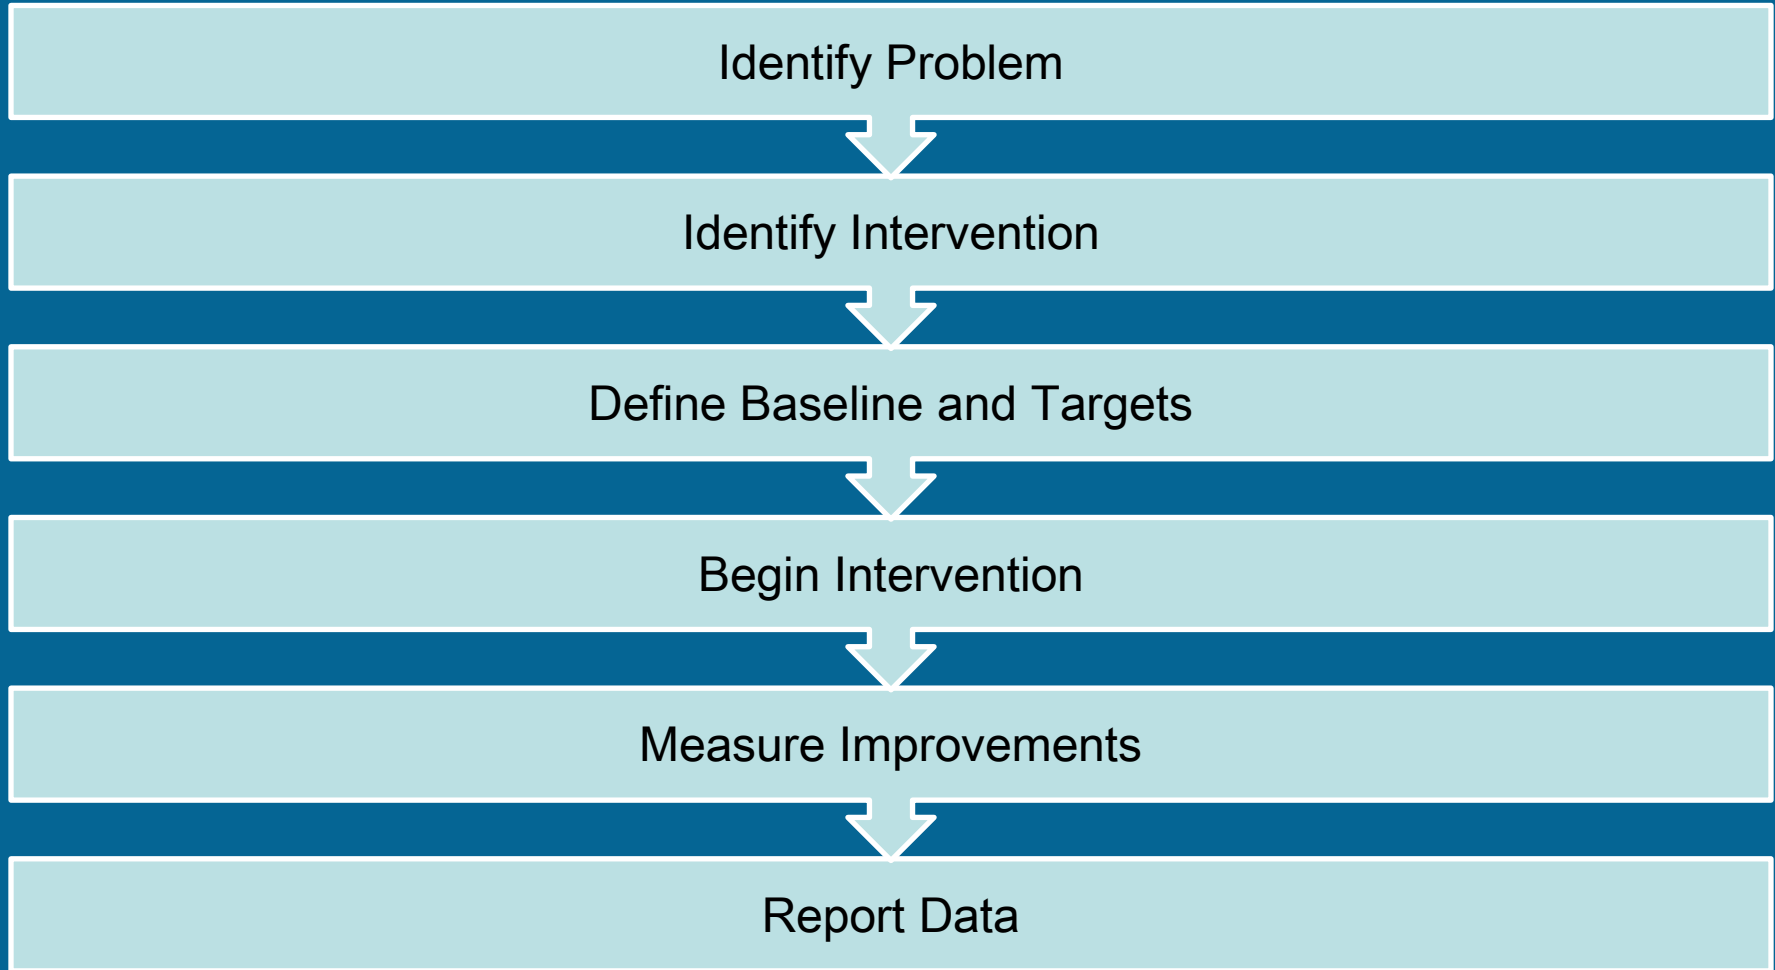 Identify Problem
Identify Intervention
Define Baseline and Targets
Begin Intervention
Measure Improvements
Report Data